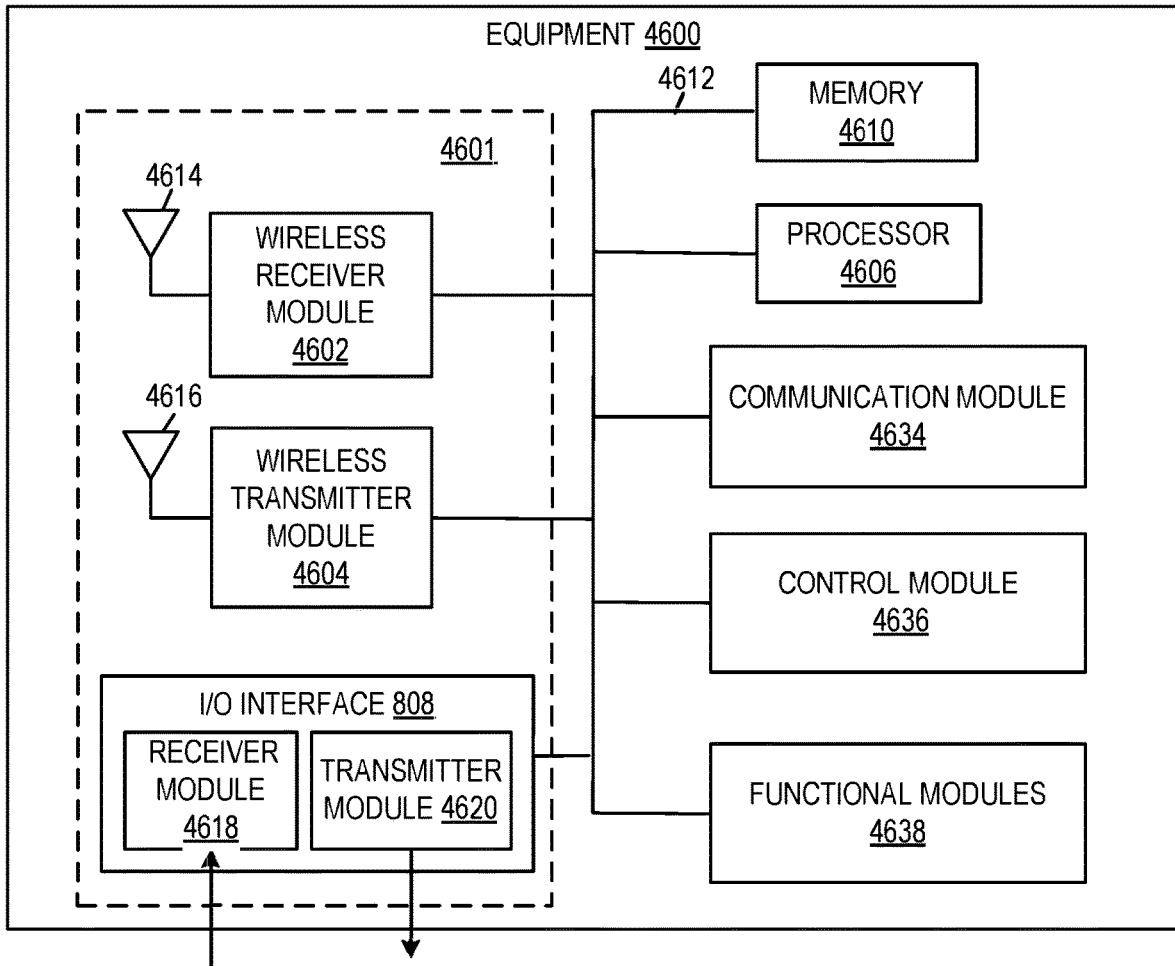 EQUIPMENT 4600
4612
MEMORY
4610
4601
4614
WIRELESS
RECEIVER
MODULE
4602
PROCESSOR
4606
4616
WIRELESS
TRANSMITTER
MODULE
4604
COMMUNICATION MODULE
4634
CONTROL MODULE
4636
I/O INTERFACE 808
RECEIVER
MODULE
4618
TRANSMITTER
MODULE 4620
FUNCTIONAL MODULES
4638